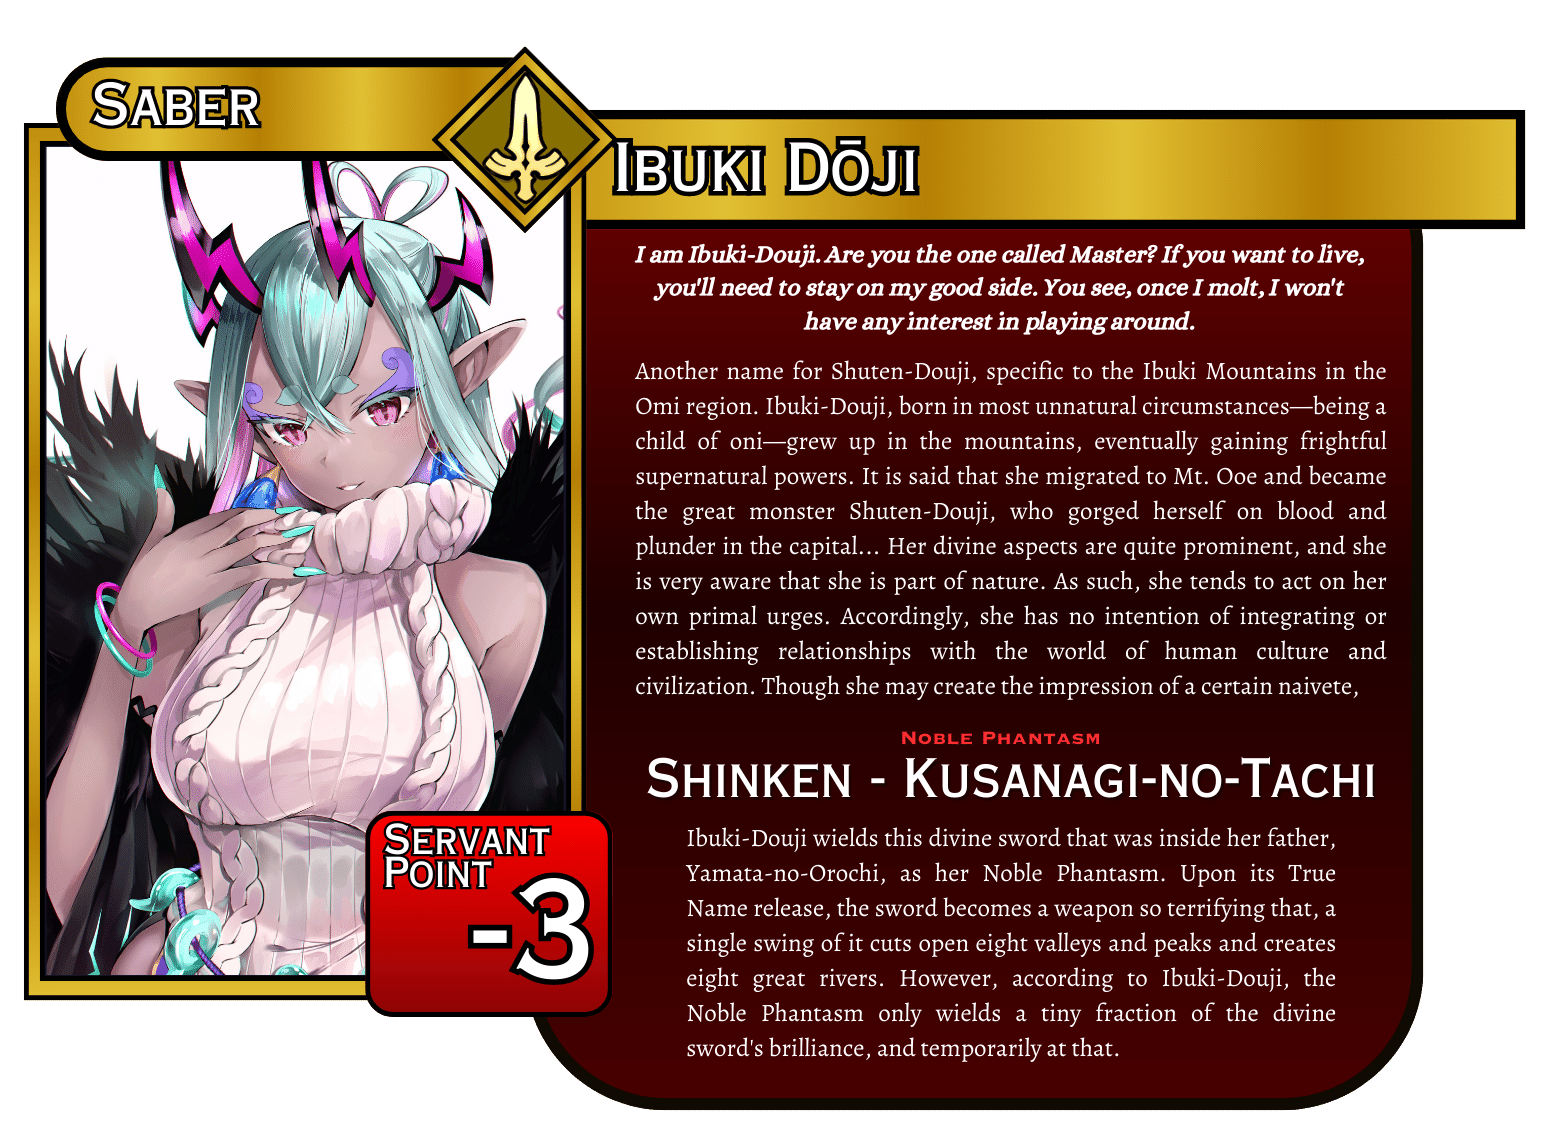 Saber
Ibuki Dōji
I am Ibuki-Douji. Are you the one called Master? If you want to live,
you'll need to stay on my good side. You see, once I molt, I won't
have any interest in playing around.
Another name for Shuten-Douji, specific to the Ibuki Mountains in the
Omi region. Ibuki-Douji, born in most unnatural circumstances—being a
child of oni—grew up in the mountains, eventually gaining frightful
supernatural powers. It is said that she migrated to Mt. Ooe and became
the great monster Shuten-Douji, who gorged herself on blood and
plunder in the capital... Her divine aspects are quite prominent, and she
is very aware that she is part of nature. As such, she tends to act on her
own primal urges. Accordingly, she has no intention of integrating or
establishing relationships with the world of human culture and
civilization. Though she may create the impression of a certain naivete,
Noble Phantasm
Shinken - Kusanagi-no-Tachi
Ibuki-Douji wields this divine sword that was inside her father,
Yamata-no-Orochi, as her Noble Phantasm. Upon its True
Name release, the sword becomes a weapon so terrifying that, a
single swing of it cuts open eight valleys and peaks and creates
eight great rivers. However, according to Ibuki-Douji, the
Noble Phantasm only wields a tiny fraction of the divine
sword's brilliance, and temporarily at that.
Servant
Point
-3